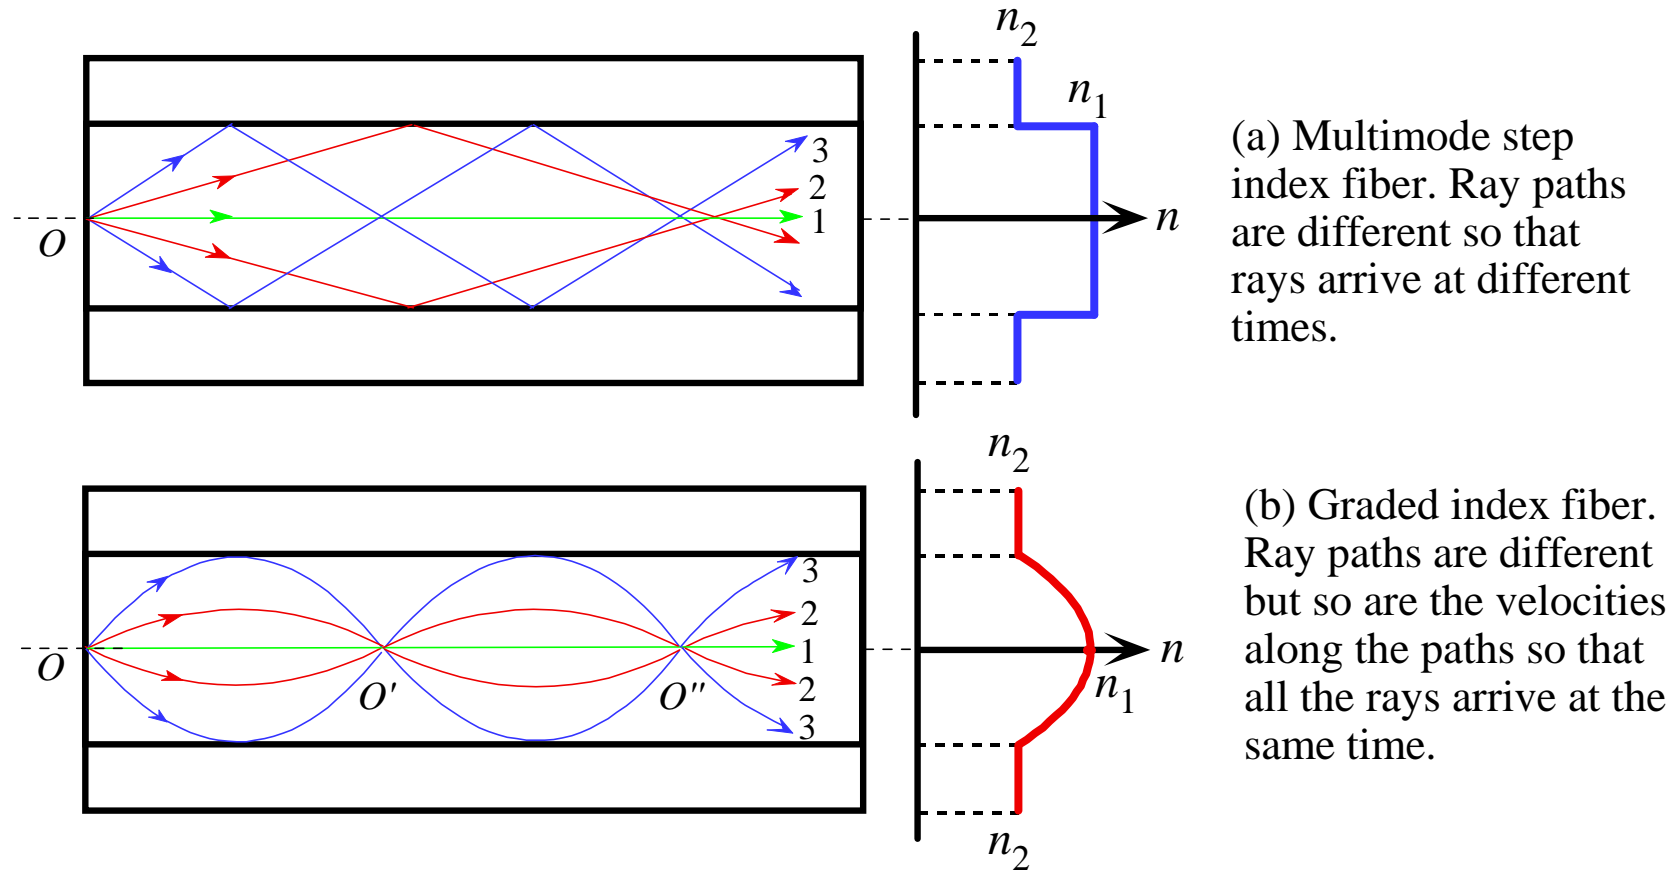 n2
n1
3
2
1
O
n
(a) Multimode step
index fiber. Ray paths
are different so that
rays arrive at different
times.
n2
3
2
1
2
3
O
O'
O''
n
n1
n2
(b) Graded index fiber.
Ray paths are different
but so are the velocities
along the paths so that
all the rays arrive at the
same time.